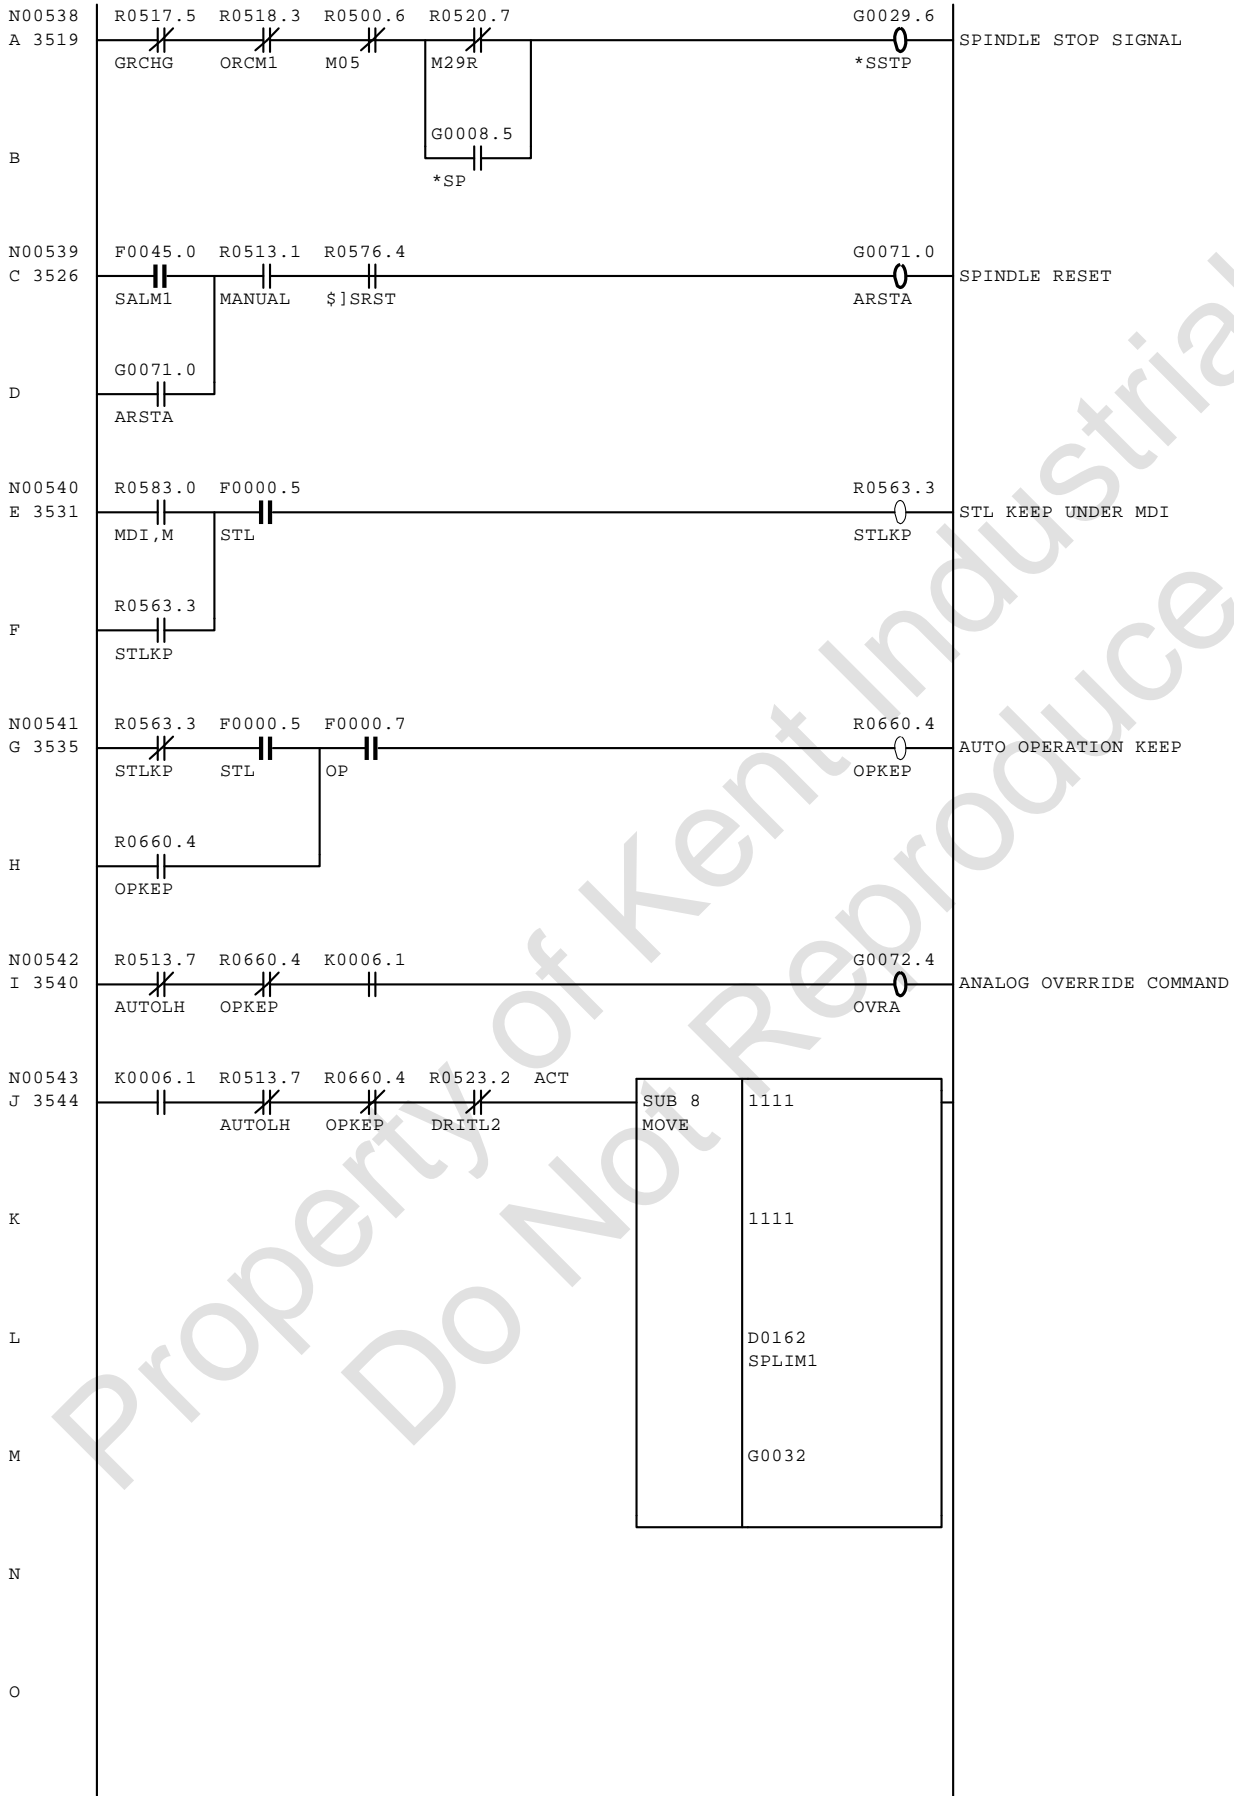 N00538 R0517.5 R0518.3 R0500.6 R0520.7 G0029.6
A 3519 SPINDLE STOP SIGNAL
GRCHG ORCM1 M05 M29R *SSTP
G0008.5
B
*SP
N00539 F0045.0 R0513.1 R0576.4 G0071.0
C 3526 SPINDLE RESET
SALM1 MANUAL $]SRST ARSTA
G0071.0
D
ARSTA
N00540 R0583.0 F0000.5 R0563.3
E 3531 STL KEEP UNDER MDI
MDI,M STL STLKP
R0563.3
F
STLKP
N00541 R0563.3 F0000.5 F0000.7 R0660.4
G 3535 AUTO OPERATION KEEP
STLKP STL OP OPKEP
R0660.4
H
OPKEP
N00542 R0513.7 R0660.4 K0006.1 G0072.4
I 3540 ANALOG OVERRIDE COMMAND
AUTOLH OPKEP OVRA
N00543 K0006.1 R0513.7 R0660.4 R0523.2 ACT
J 3544 SUB 8 1111
AUTOLH OPKEP DRITL2 MOVE
K 1111
L D0162
SPLIM1
M G0032
N
O
Property of Kent Industrial
Do Not Reproduce